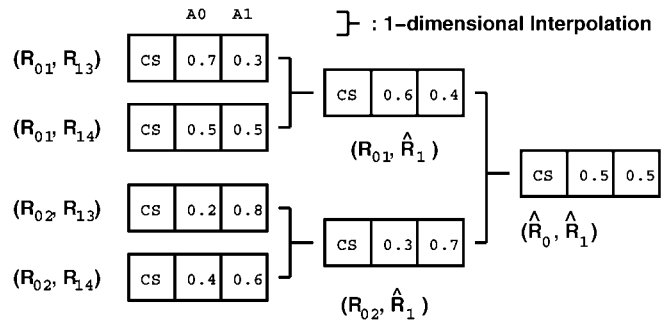 A0 A1
: 1-dimensional Interpolation
(R01, R13) CS 0.7 0.3
CS 0.6 0.4
(R01, R14) CS 0.5 0.5
(R01, R̂1 )
CS 0.5 0.5
(R02, R13) CS 0.2 0.8
(R̂0, R̂1)
CS 0.3 0.7
(R02, R14) CS 0.4 0.6
(R02, R̂1 )